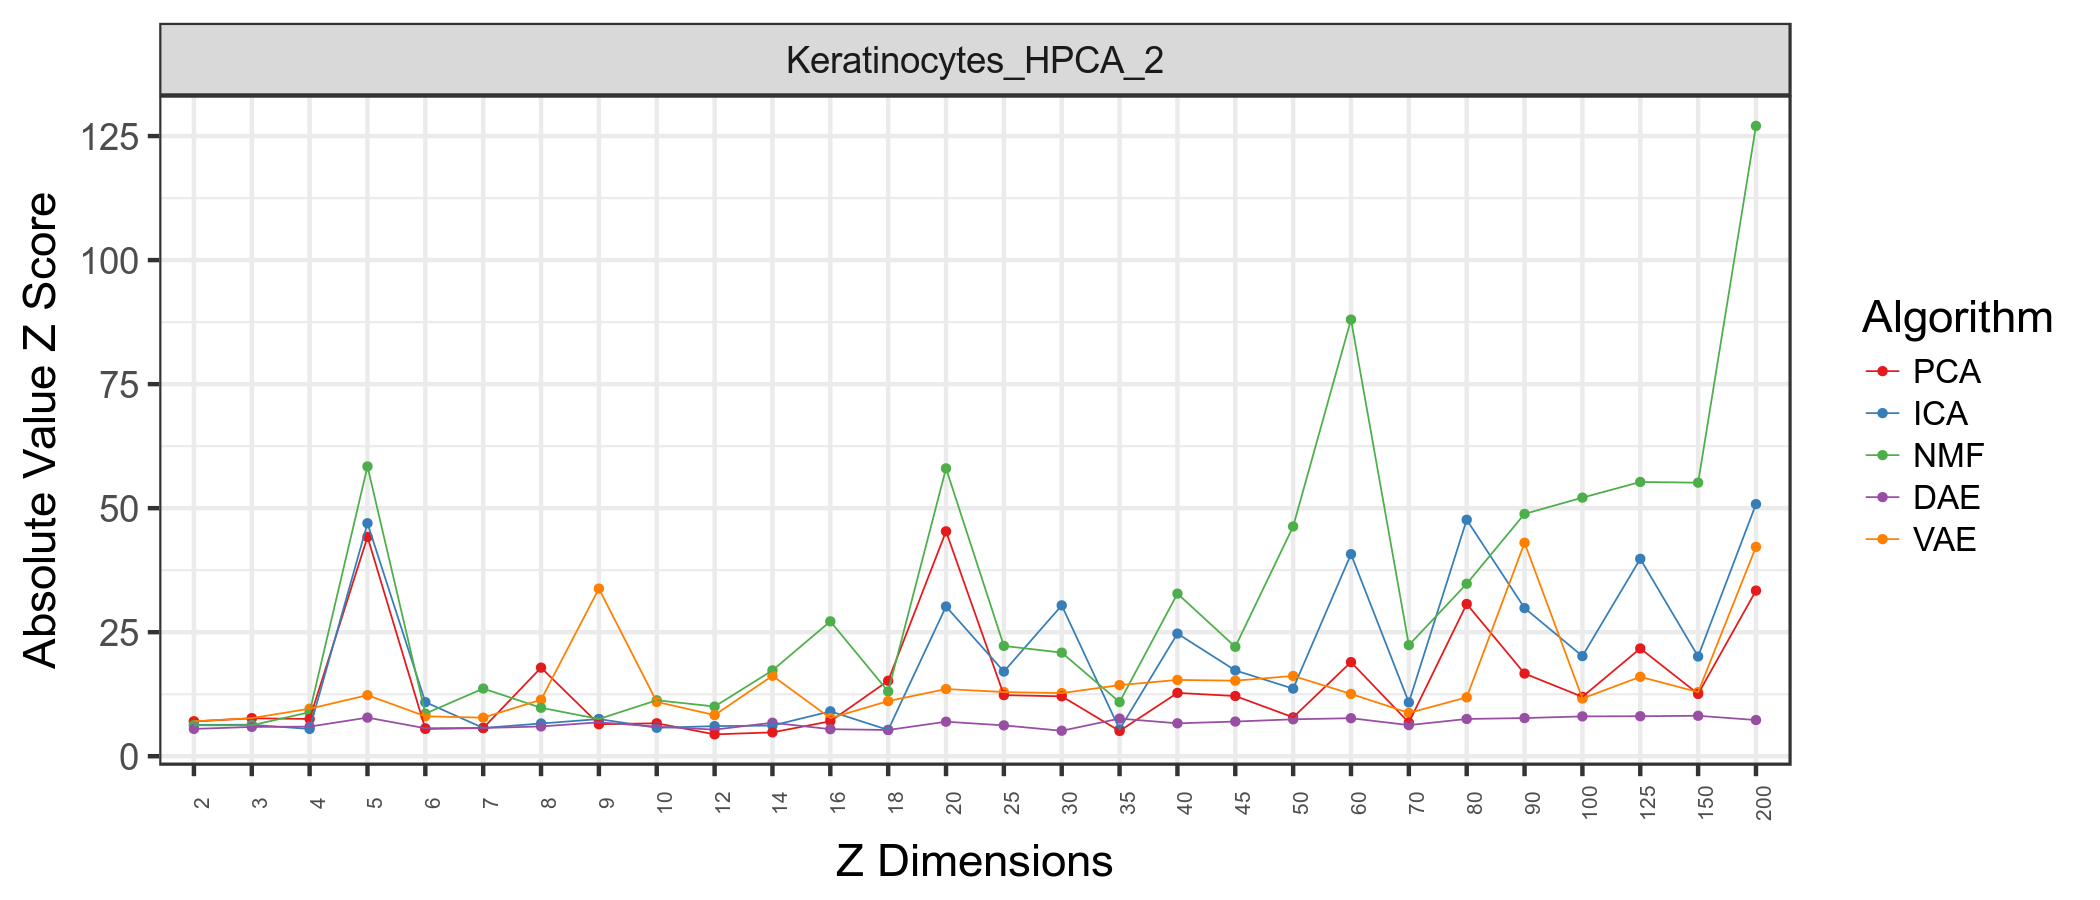 Keratinocytes_HPCA_2
Absolute Value Z Score
125
100
75
50
25
0
2 3 4 5 6 7 8 9 10 12 14 16 18 20 25 30 35 40 45 50 60 70 80 90 100 125 150 200
Z Dimensions
Algorithm
PCA
ICA
NMF
DAE
VAE